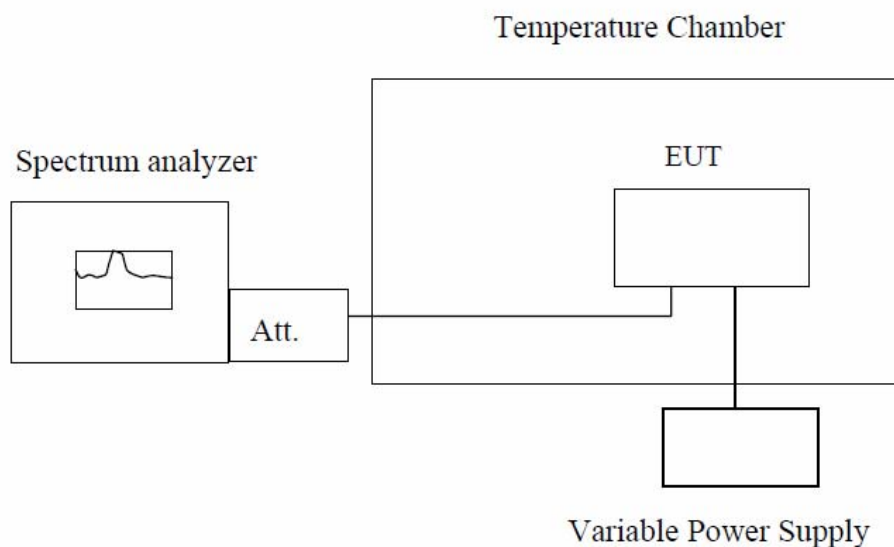 Temperature Chamber
Spectrum analyzer
EUT
Att.
Variable Power Supply